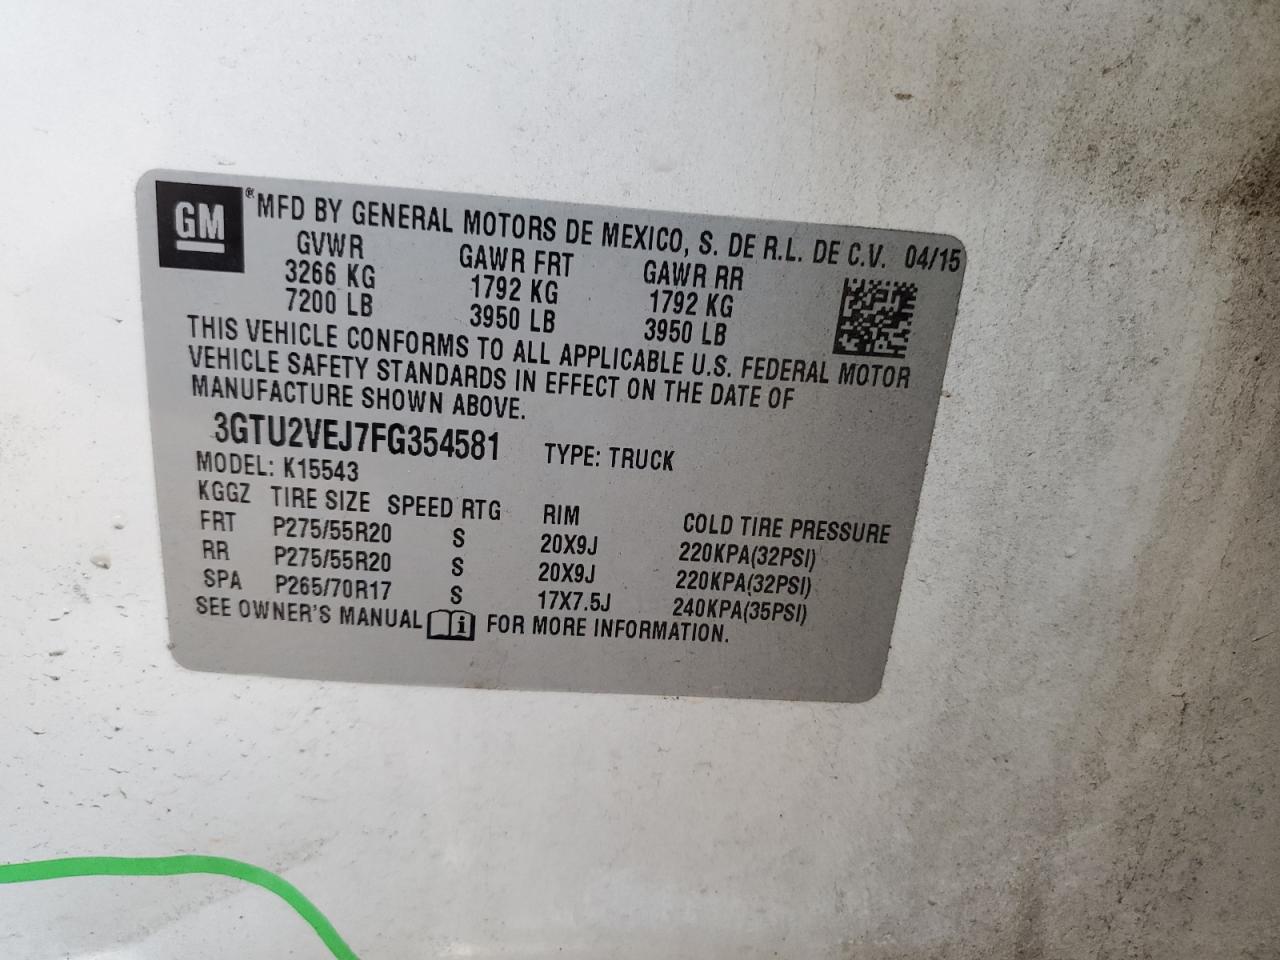 GM ® MFD BY GENERAL MOTORS DE MEXICO, S. DE R.L. DE C.V. 04/15
GVWR GAWR FRT GAWR RR
3266 KG 1792 KG 1792 KG
7200 LB 3950 LB 3950 LB
THIS VEHICLE CONFORMS TO ALL APPLICABLE U.S. FEDERAL MOTOR
VEHICLE SAFETY STANDARDS IN EFFECT ON THE DATE OF
MANUFACTURE SHOWN ABOVE.
3GTU2VEJ7FG354581 TYPE: TRUCK
MODEL: K15543
KGGZ TIRE SIZE SPEED RTG RIM COLD TIRE PRESSURE
FRT P275/55R20 S 20X9J 220KPA(32PSI)
RR P275/55R20 S 20X9J 220KPA(32PSI)
SPA P265/70R17 S 17X7.5J 240KPA(35PSI)
SEE OWNER'S MANUAL i FOR MORE INFORMATION.